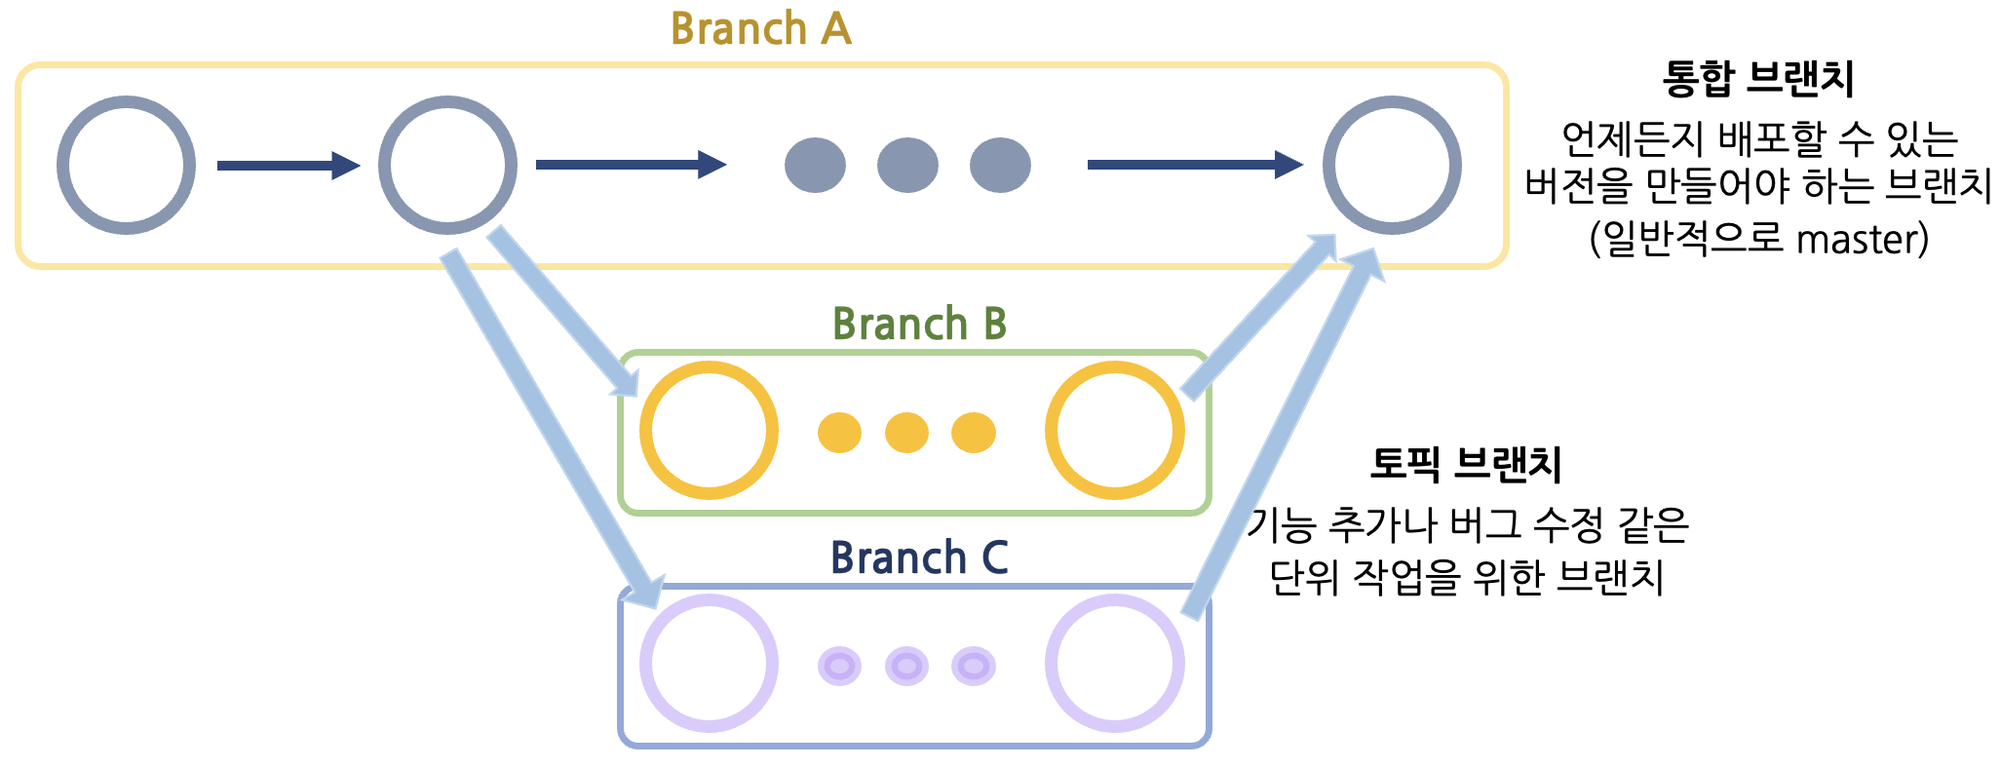 Branch A
통합 브랜치
언제든지 배포할 수 있는
버전을 만들어야 하는 브랜치
(일반적으로 master)
Branch B
토픽 브랜치
기능 추가나 버그 수정 같은
단위 작업을 위한 브랜치
Branch C